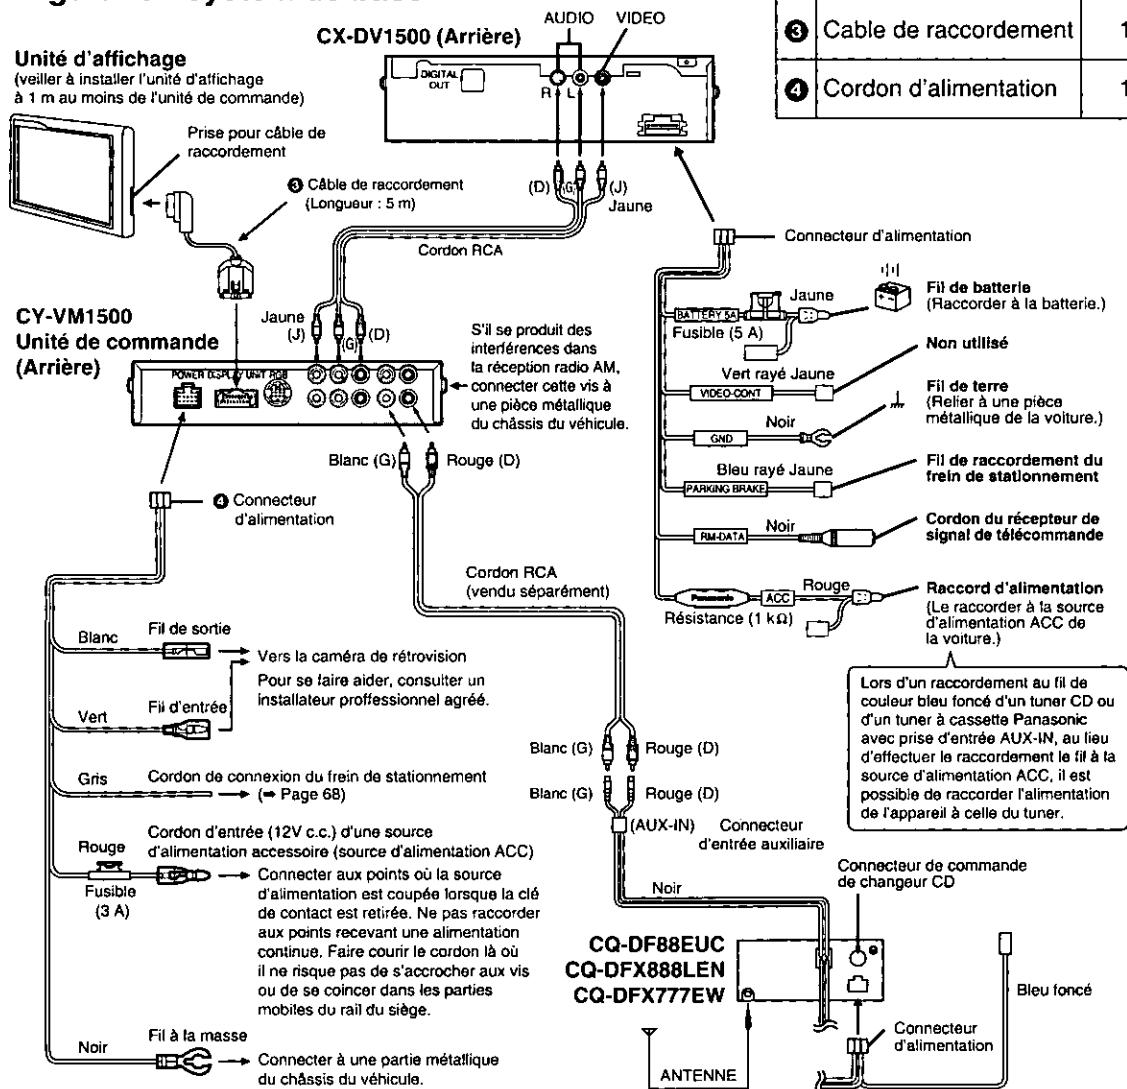 CX-DV1500 (Arrière)
AUDIO VIDEO
DIGITAL
OUT
R L
❸ Cable de raccordement 1
❹ Cordon d'alimentation 1
Unité d'affichage
(veiller à installer l'unité d'affichage
à 1 m au moins de l'unité de commande)
Prise pour câble de
raccordement
❸ Câble de raccordement
(Longueur : 5 m)
(D) (G) (J)
Jaune
Cordon RCA
CY-VM1500
Unité de commande
(Arrière)
Jaune
(J) (G) (D)
POWER DISPLAY UNIT RGB
S'il se produit des
interférences dans
la réception radio AM,
connecter cette vis à
une pièce métallique
du châssis du véhicule.
Blanc (G) Rouge (D)
❹ Connecteur
d'alimentation
Cordon RCA
(vendu séparément)
Blanc Fil de sortie
Vers la caméra de rétrovision
Pour se faire aider, consulter un
installateur proffessionnel agréé.
Vert Fil d'entrée
Gris Cordon de connexion du frein de stationnement
(➡ Page 68)
Cordon d'entrée (12V c.c.) d'une source
d'alimentation accessoire (source d'alimentation ACC)
Rouge
Fusible
(3 A)
Connecter aux points où la source
d'alimentation est coupée lorsque la clé
de contact est retirée. Ne pas raccorder
aux points recevant une alimentation
continue. Faire courir le cordon là où
il ne risque pas de s'accrocher aux vis
ou de se coincer dans les parties
mobiles du rail du siège.
Noir Fil à la masse
Connecter à une partie métallique
du châssis du véhicule.
Connecteur d'alimentation
BATTERY 5A Jaune
Fusible (5 A)
Fil de batterie
(Raccorder à la batterie.)
Vert rayé Jaune
VIDEO-CONT
Non utilisé
Noir
GND
Fil de terre
(Relier à une pièce
métallique de la voiture.)
Bleu rayé Jaune
PARKING BRAKE
Fil de raccordement du
frein de stationnement
RM-DATA Noir
Cordon du récepteur de
signal de télécommande
Panasonic ACC Rouge
Résistance (1 kΩ)
Raccord d'alimentation
(Le raccorder à la source
d'alimentation ACC de
la voiture.)
Lors d'un raccordement au fil de
couleur bleu foncé d'un tuner CD ou
d'un tuner à cassette Panasonic
avec prise d'entrée AUX-IN, au lieu
d'effectuer le raccordement le fil à la
source d'alimentation ACC, il est
possible de raccorder l'alimentation
de l'appareil à celle du tuner.
Blanc (G) Rouge (D)
Blanc (G) Rouge (D)
(AUX-IN) Connecteur
d'entrée auxiliaire
Noir
Connecteur de commande
de changeur CD
CQ-DF88EUC
CQ-DFX888LEN
CQ-DFX777EW
Bleu foncé
Connecteur
d'alimentation
ANTENNE